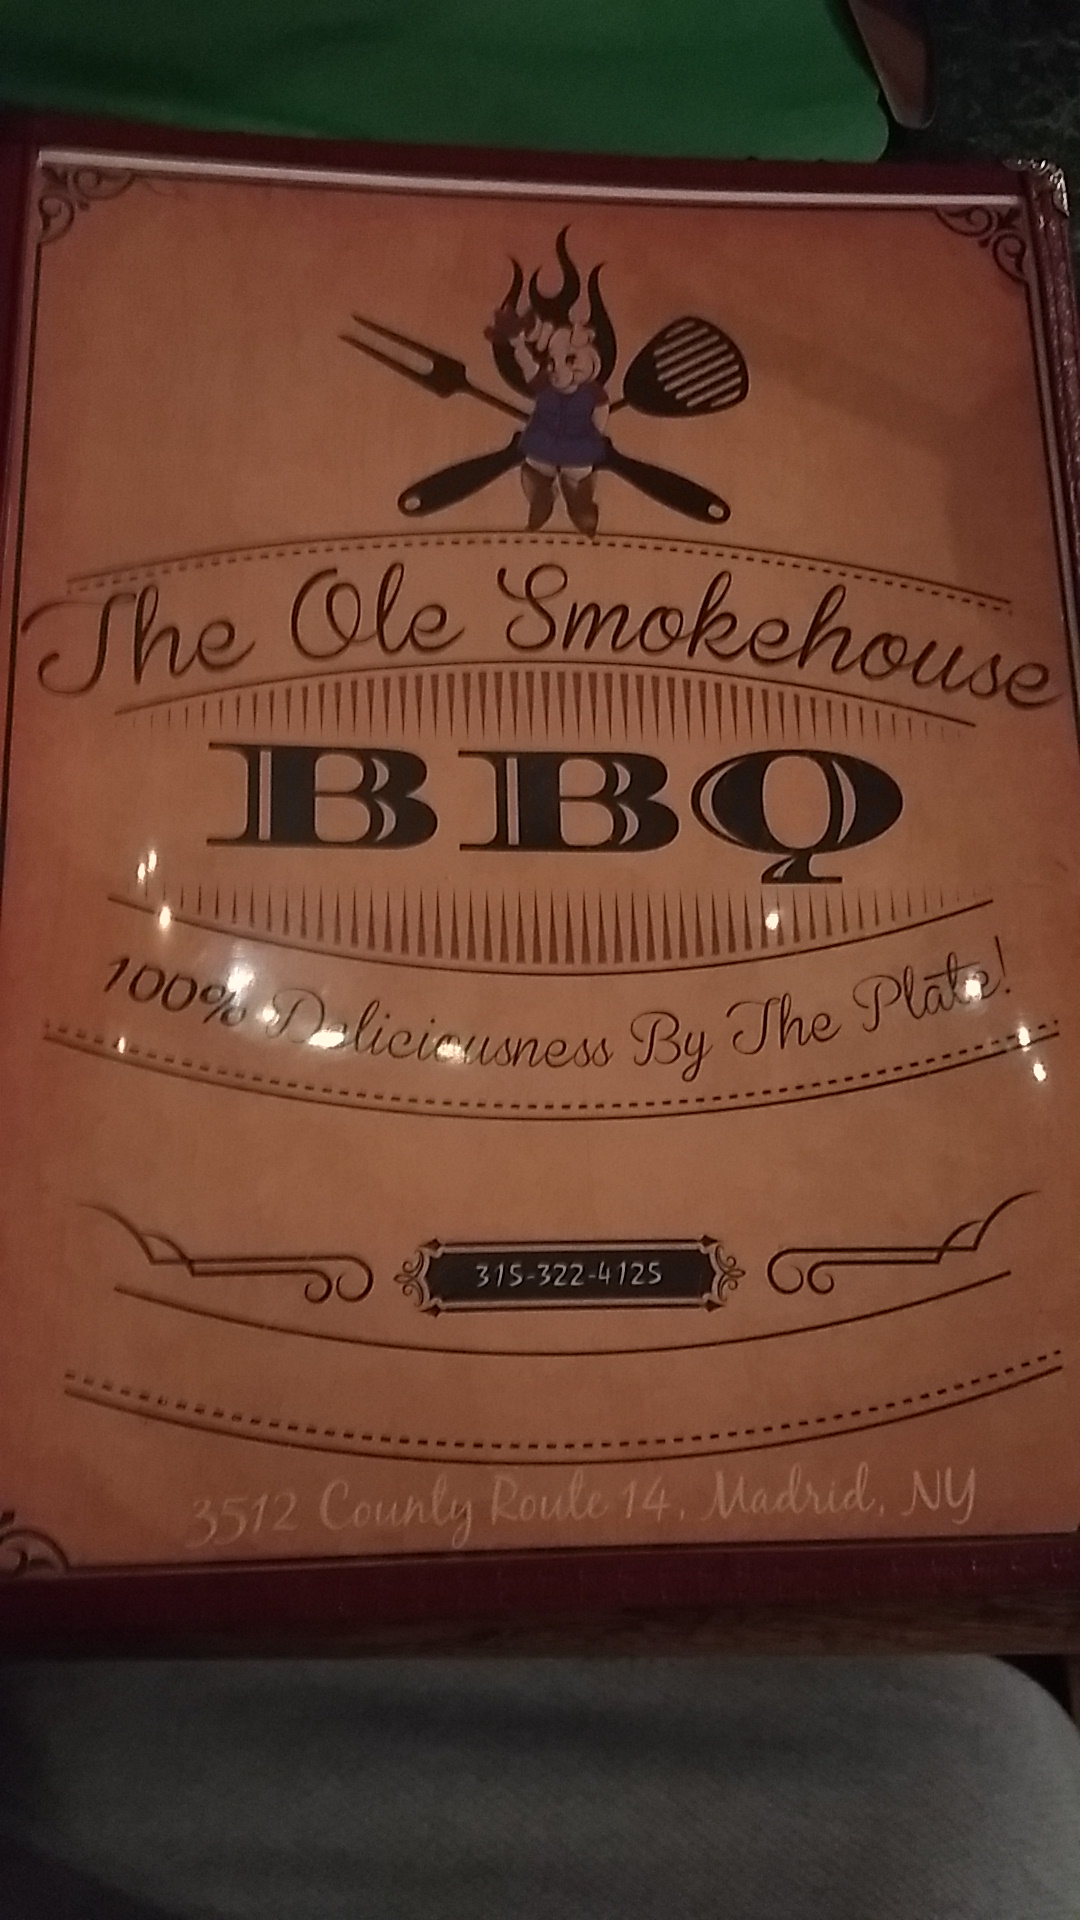 The Ole Smokehouse
BBQ
100% Deliciousness By The Plate!
315-322-4125
3512 County Route 14, Madrid, NY